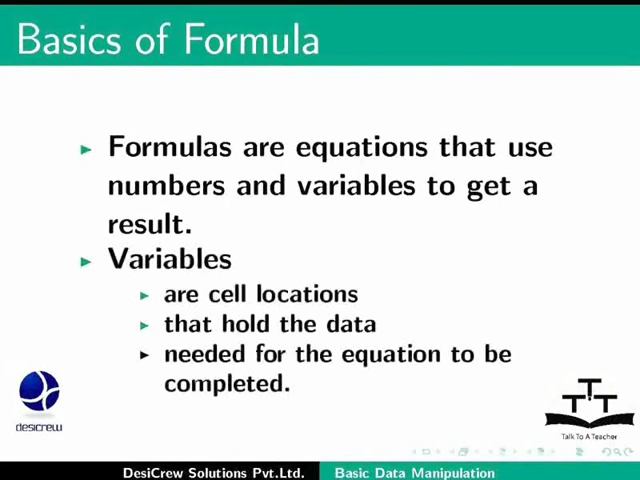 Basics of Formula
Formulas are equations that use
numbers and variables to get a
result.
Variables
are cell locations
that hold the data
needed for the equation to be
completed.
desicrew
TTT
Talk To A Teacher
DesiCrew Solutions Pvt.Ltd.
Basic Data Manipulation